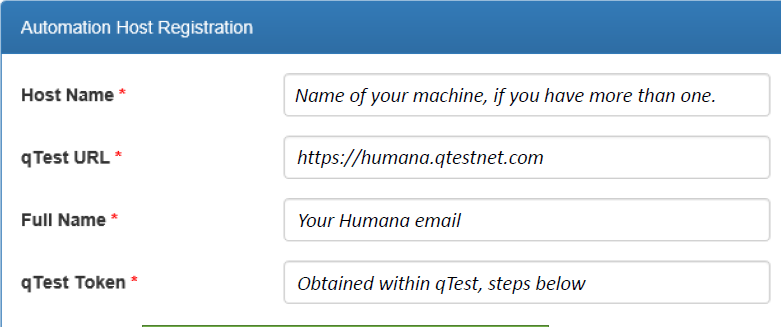 Automation Host Registration
Host Name * Name of your machine, if you have more than one.
qTest URL * https://humana.qtestnet.com
Full Name * Your Humana email
qTest Token * Obtained within qTest, steps below